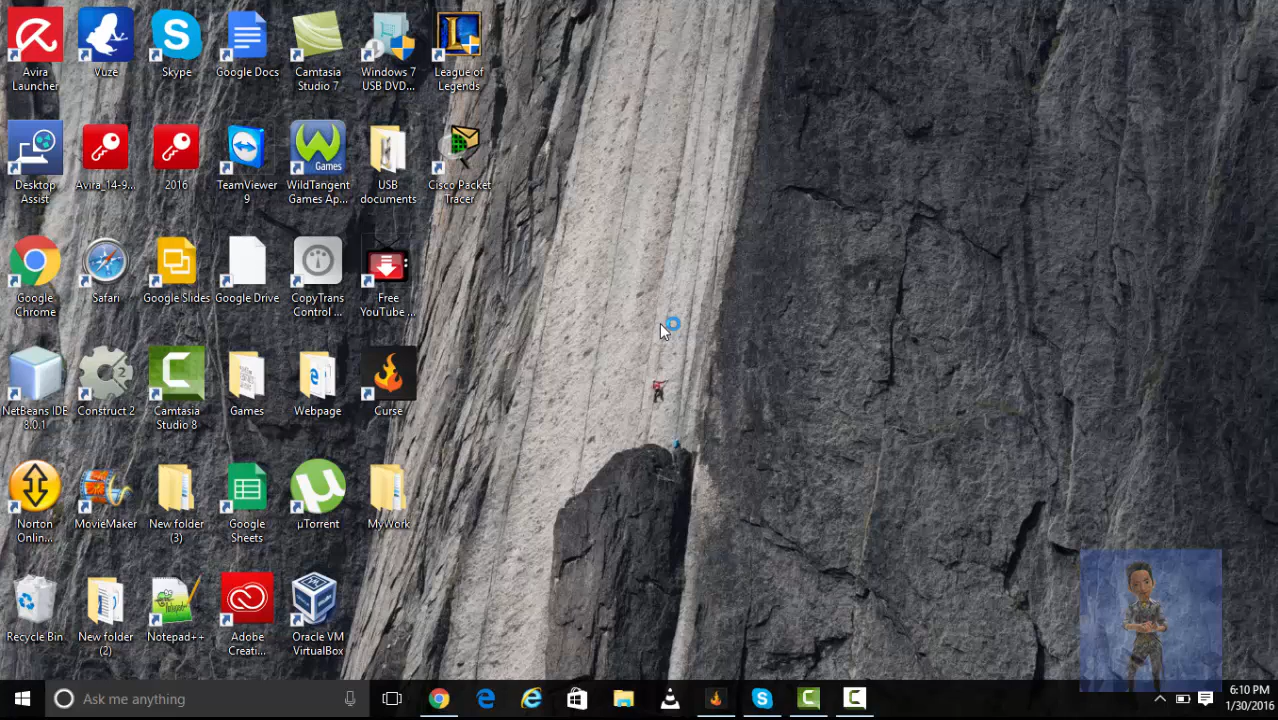 Avira
Launcher
Vuze
Skype
Google Docs
Camtasia
Studio 7
Windows 7
USB DVD...
League of
Legends
Desktop
Assist
Avira_14-9...
2016
TeamViewer
9
Games
WildTangent
Games Ap...
USB
documents
Cisco Packet
Tracer
Google
Chrome
Safari
Google Slides
Google Drive
CopyTrans
Control ...
Free
YouTube ...
NetBeans IDE
8.0.1
Construct 2
Camtasia
Studio 8
Games
Webpage
Curse
Norton
Onlin...
MovieMaker
New folder
(3)
Google
Sheets
µTorrent
MyWork
Recycle Bin
New folder
(2)
Notepad++
Adobe
Creati...
Oracle VM
VirtualBox
Ask me anything
6:10 PM
1/30/2016